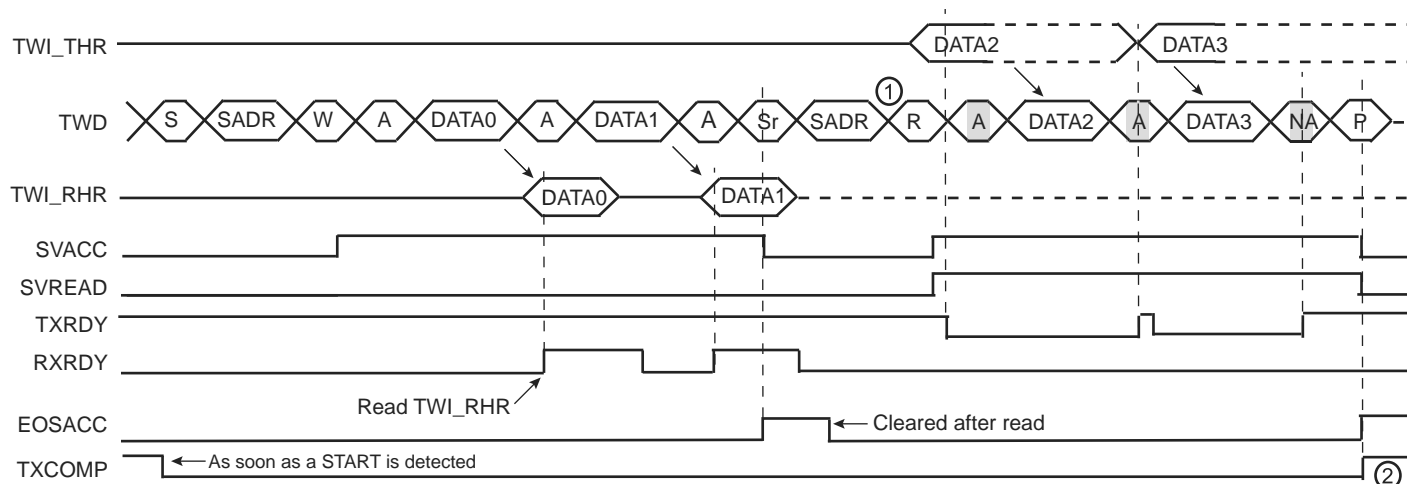 TWI_THR DATA2 DATA3
①
TWD S SADR W A DATA0 A DATA1 A Sr SADR R A DATA2 A DATA3 NA P
TWI_RHR DATA0 DATA1
SVACC
SVREAD
TXRDY
RXRDY
Read TWI_RHR
EOSACC Cleared after read
TXCOMP As soon as a START is detected ②